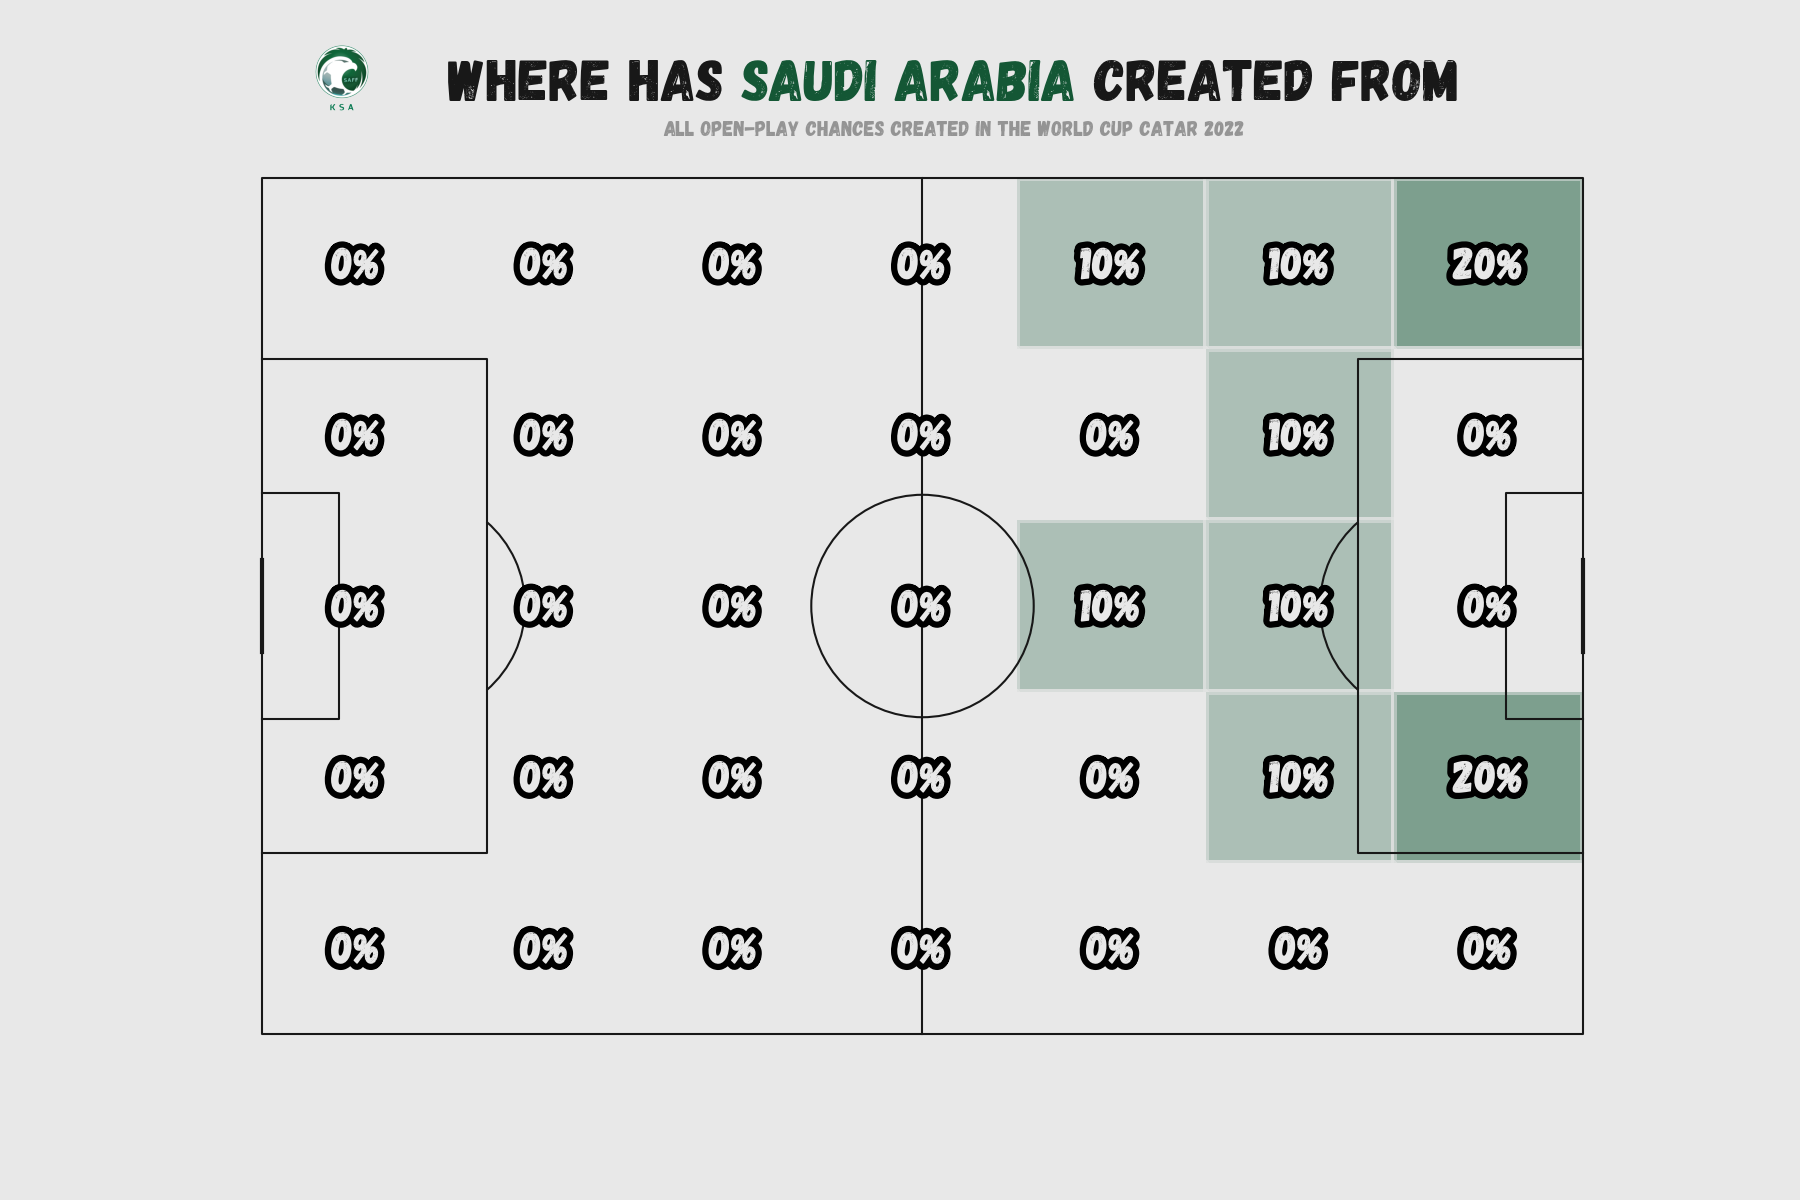 SAFF
KSA
WHERE HAS SAUDI ARABIA CREATED FROM
ALL OPEN-PLAY CHANCES CREATED IN THE WORLD CUP CATAR 2022
0% 0% 0% 0% 10% 10% 20%
0% 0% 0% 0% 0% 10% 0%
0% 0% 0% 0% 10% 10% 0%
0% 0% 0% 0% 0% 10% 20%
0% 0% 0% 0% 0% 0% 0%